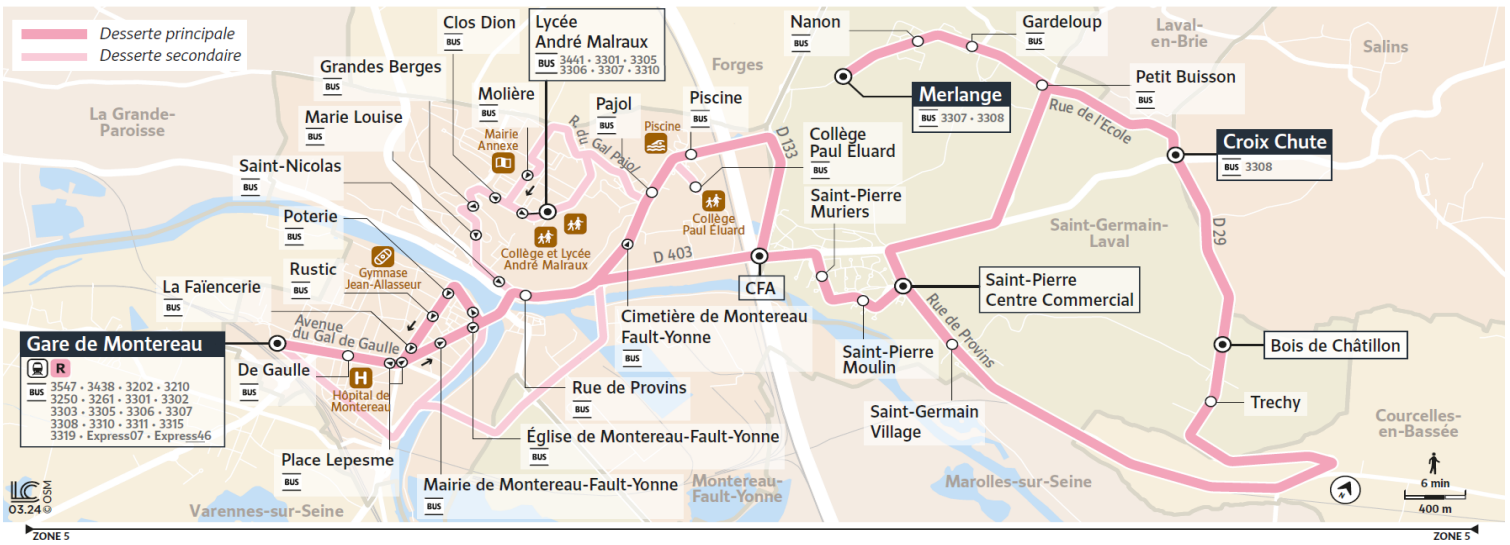 Desserte principale
Desserte secondaire
La Grande-
Paroisse
Clos Dion
BUS
Grandes Berges
BUS
Marie Louise
BUS
Saint-Nicolas
BUS
Poterie
BUS
Rustic
BUS
La Faïencerie
BUS
Lycée
André Malraux
BUS 3441 • 3301 • 3305
3306 • 3307 • 3310
Molière
BUS
Mairie
Annexe
Pajol
BUS
R. du Gal Pajol
Piscine
Piscine
BUS
Forges
D 133
Collège
Paul Éluard
BUS
Collège
Paul Éluard
Saint-Pierre
Muriers
Collège et Lycée
André Malraux
Gymnase
Jean-Allasseur
D 403
CFA
Nanon
BUS
Gardeloup
BUS
Laval-
en-Brie
Salins
Merlange
BUS 3307 • 3308
Petit Buisson
BUS
Rue de l'Ecole
Croix Chute
BUS 3308
Saint-Germain-
Laval
D 29
Saint-Pierre
Centre Commercial
Rue de Provins
Bois de Châtillon
Trechy
Courcelles-
en-Bassée
Saint-Pierre
Moulin
Saint-Germain
Village
Cimetière de Montereau
Fault-Yonne
BUS
Avenue
du Gal de Gaulle
Gare de Montereau
R
BUS 3547 • 3438 • 3202 • 3210
3250 • 3261 • 3301 • 3302
3303 • 3305 • 3306 • 3307
3308 • 3310 • 3311 • 3315
3319 • Express07 • Express46
De Gaulle
BUS
H
Hôpital de
Montereau
Rue de Provins
BUS
Église de Montereau-Fault-Yonne
BUS
Place Lepesme
BUS
Mairie de Montereau-Fault-Yonne
BUS
Montereau-
Fault-Yonne
Marolles-sur-Seine
Varennes-sur-Seine
LC
03.24 © OSM
N
6 min
400 m
ZONE 5
ZONE 5